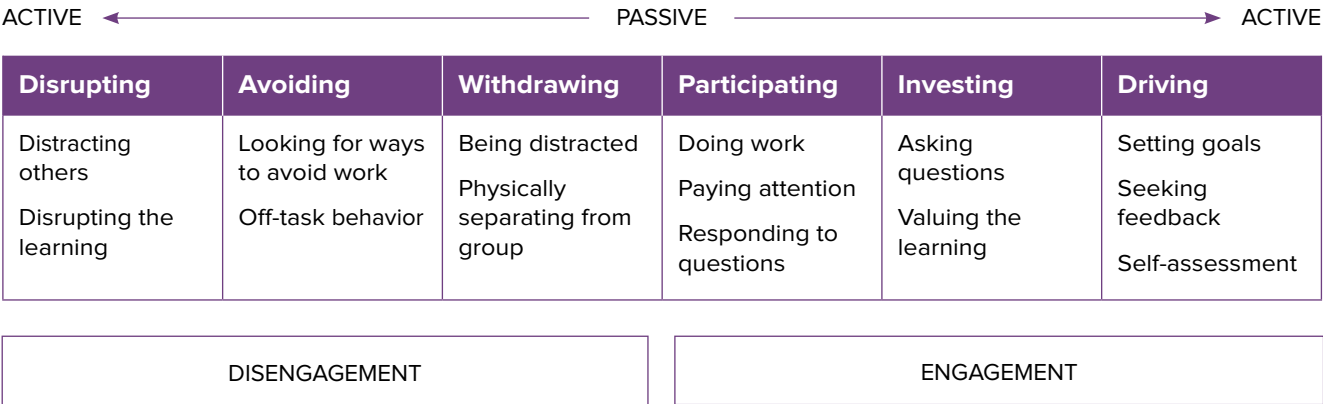 ACTIVE PASSIVE ACTIVE
Disrupting Avoiding Withdrawing Participating Investing Driving
Distracting
others
Disrupting the
learning
Looking for ways
to avoid work
Off-task behavior
Being distracted
Physically
separating from
group
Doing work
Paying attention
Responding to
questions
Asking
questions
Valuing the
learning
Setting goals
Seeking
feedback
Self-assessment
DISENGAGEMENT
ENGAGEMENT